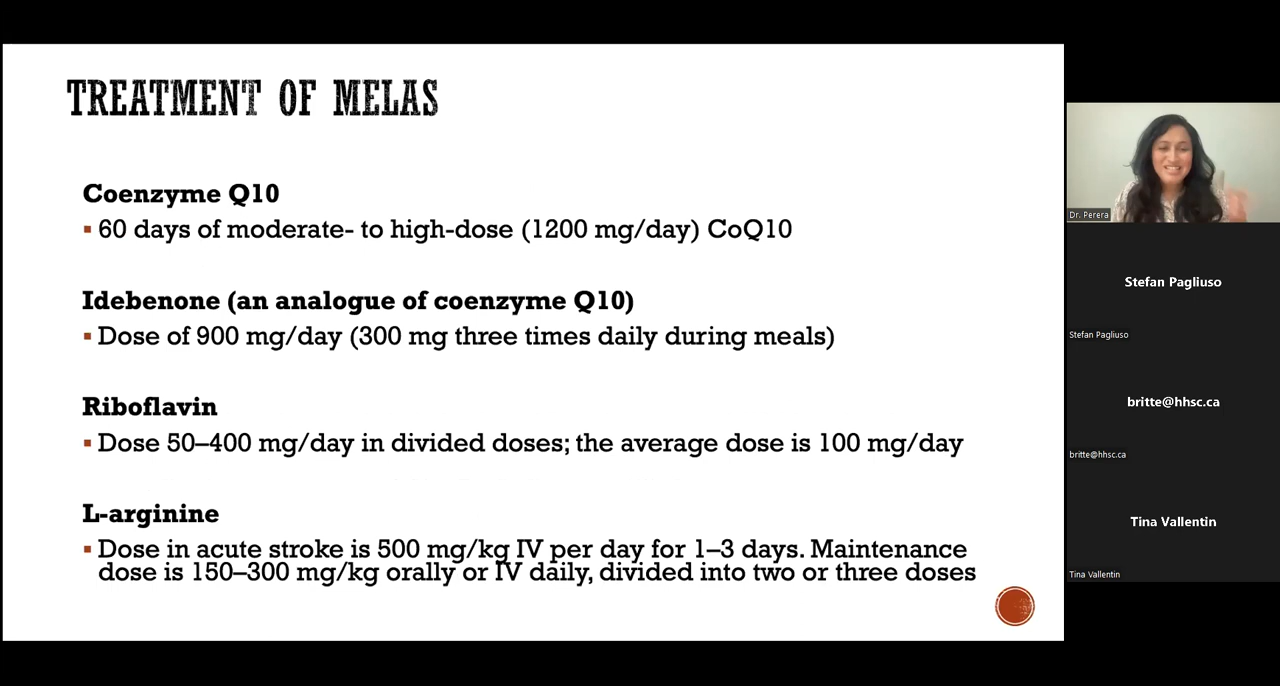 TREATMENT OF MELAS
Coenzyme Q10
▪ 60 days of moderate- to high-dose (1200 mg/day) CoQ10
Idebenone (an analogue of coenzyme Q10)
▪ Dose of 900 mg/day (300 mg three times daily during meals)
Riboflavin
▪ Dose 50–400 mg/day in divided doses; the average dose is 100 mg/day
L-arginine
▪ Dose in acute stroke is 500 mg/kg IV per day for 1–3 days. Maintenance
dose is 150–300 mg/kg orally or IV daily, divided into two or three doses
Dr. Perera
Stefan Pagliuso
Stefan Pagliuso
britte@hhsc.ca
britte@hhsc.ca
Tina Vallentin
Tina Vallentin